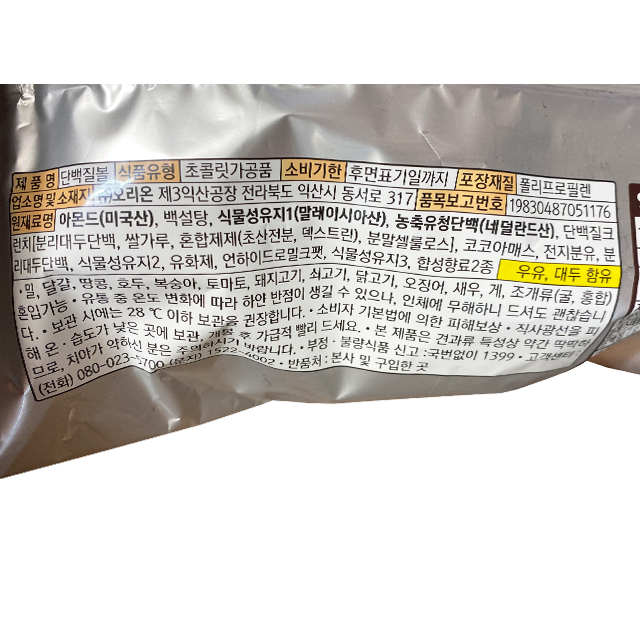 제 품 명 단백질볼 식품유형 초콜릿가공품 소비기한 후면표기일까지 포장재질 폴리프로필렌
업소명 및 소재지 ㈜오리온 제3익산공장 전라북도 익산시 동서로 317 품목보고번호 19830487051176
원재료명 아몬드(미국산), 백설탕, 식물성유지1(말레이시아산), 농축유청단백(네덜란드산), 단백질크
런치[분리대두단백, 쌀가루, 혼합제제(초산전분, 덱스트린), 분말셀룰로스], 코코아매스, 전지분유, 분
리대두단백, 식물성유지2, 유화제, 언하이드로밀크팻, 식물성유지3, 합성향료2종 우유, 대두 함유
· 밀, 달걀, 땅콩, 호두, 복숭아, 토마토, 돼지고기, 쇠고기, 닭고기, 오징어, 새우, 게, 조개류(굴, 홍합)
혼입가능 · 유통 중 온도 변화에 따라 하얀 반점이 생길 수 있으나, 인체에 무해하니 드셔도 괜찮습니
다. · 보관 시에는 28 ℃ 이하 보관을 권장합니다. · 소비자 기본법에 의한 피해보상 · 직사광선을 피
해 온 · 습도가 낮은 곳에 보관, 개봉 후 가급적 빨리 드세요. · 본 제품은 견과류 특성상 약간 딱딱하
므로, 치아가 약하신 분은 주의하시기 바랍니다. · 부정 · 불량식품 신고 : 국번없이 1399 · 고객센터
(전화) 080-023-5700 (문자) 1522-4002 · 반품처 : 본사 및 구입한 곳